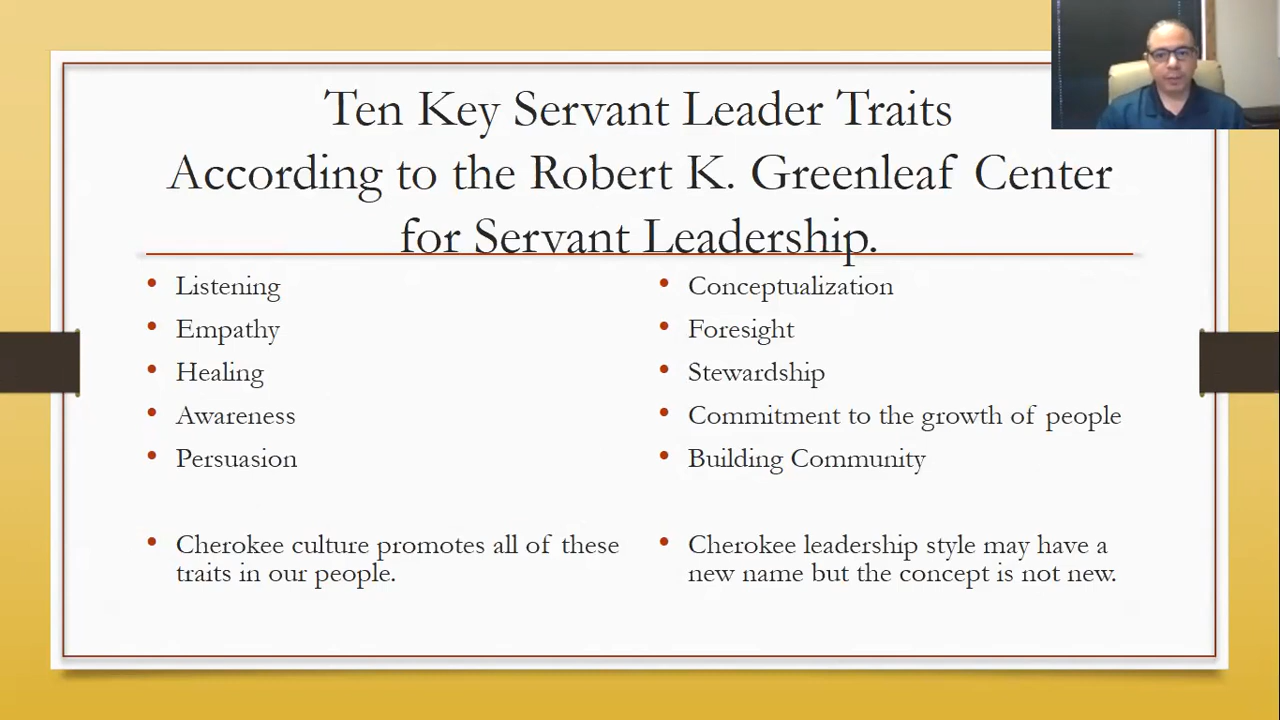 Ten Key Servant Leader Traits
According to the Robert K. Greenleaf Center
for Servant Leadership.
Listening
Empathy
Healing
Awareness
Persuasion
Cherokee culture promotes all of these
traits in our people.
Conceptualization
Foresight
Stewardship
Commitment to the growth of people
Building Community
Cherokee leadership style may have a
new name but the concept is not new.